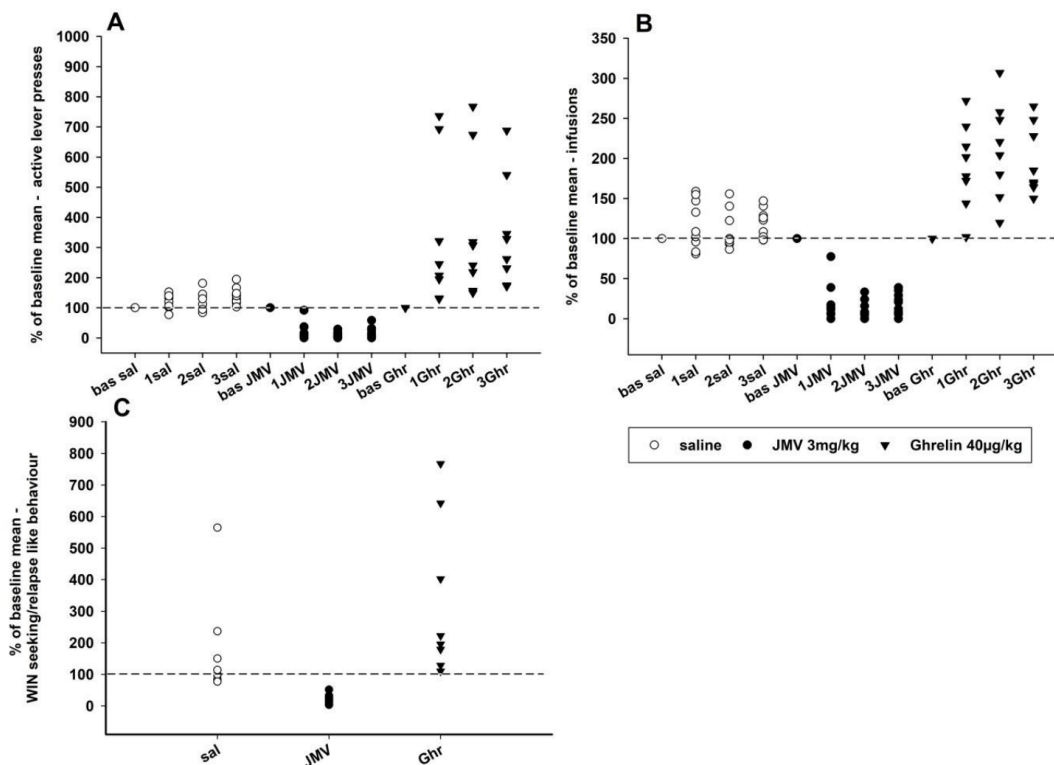 A
% of baseline mean - active lever presses
1000
900
800
700
600
500
400
300
200
100
0
bas sal
1sal
2sal
3sal
bas JMV
1JMV
2JMV
3JMV
bas Ghr
1Ghr
2Ghr
3Ghr
B
% of baseline mean - infusions
350
300
250
200
150
100
50
0
bas sal
1sal
2sal
3sal
bas JMV
1JMV
2JMV
3JMV
bas Ghr
1Ghr
2Ghr
3Ghr
saline JMV 3mg/kg Ghrelin 40µg/kg
C
% of baseline mean -
WIN seeking/relapse like behaviour
900
800
700
600
500
400
300
200
100
0
sal
JMV
Ghr